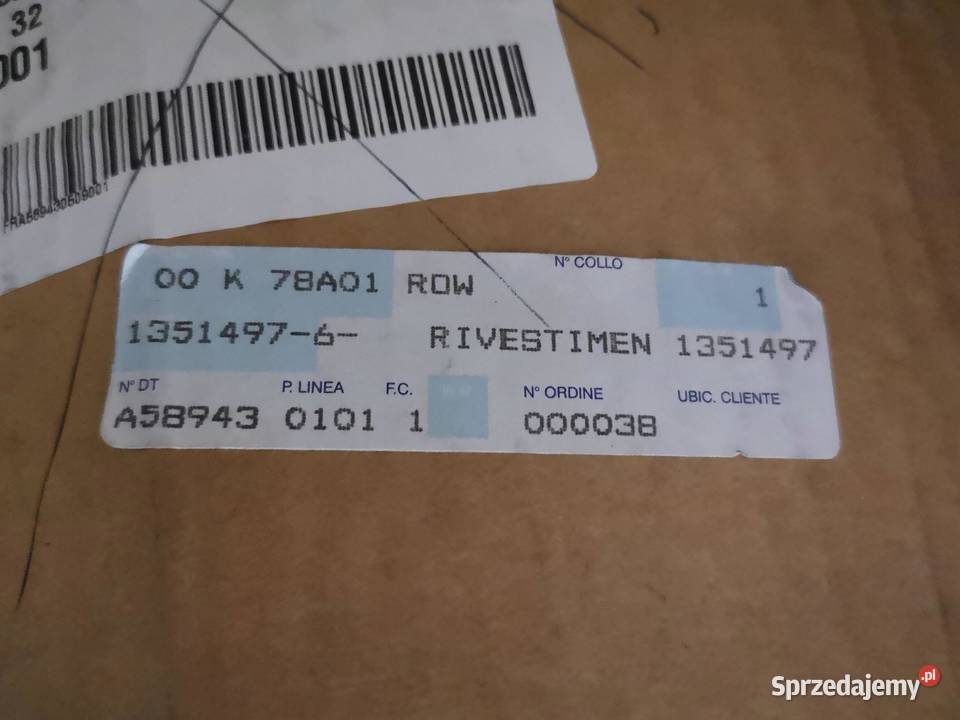 32
001
FRA589430509001
N° COLLO
00 K 78A01 ROW 1
1351497-6- RIVESTIMEN 1351497
N° DT P. LINEA F.C. N° ORDINE UBIC. CLIENTE
A58943 0101 1 000038
Sprzedajemy.pl